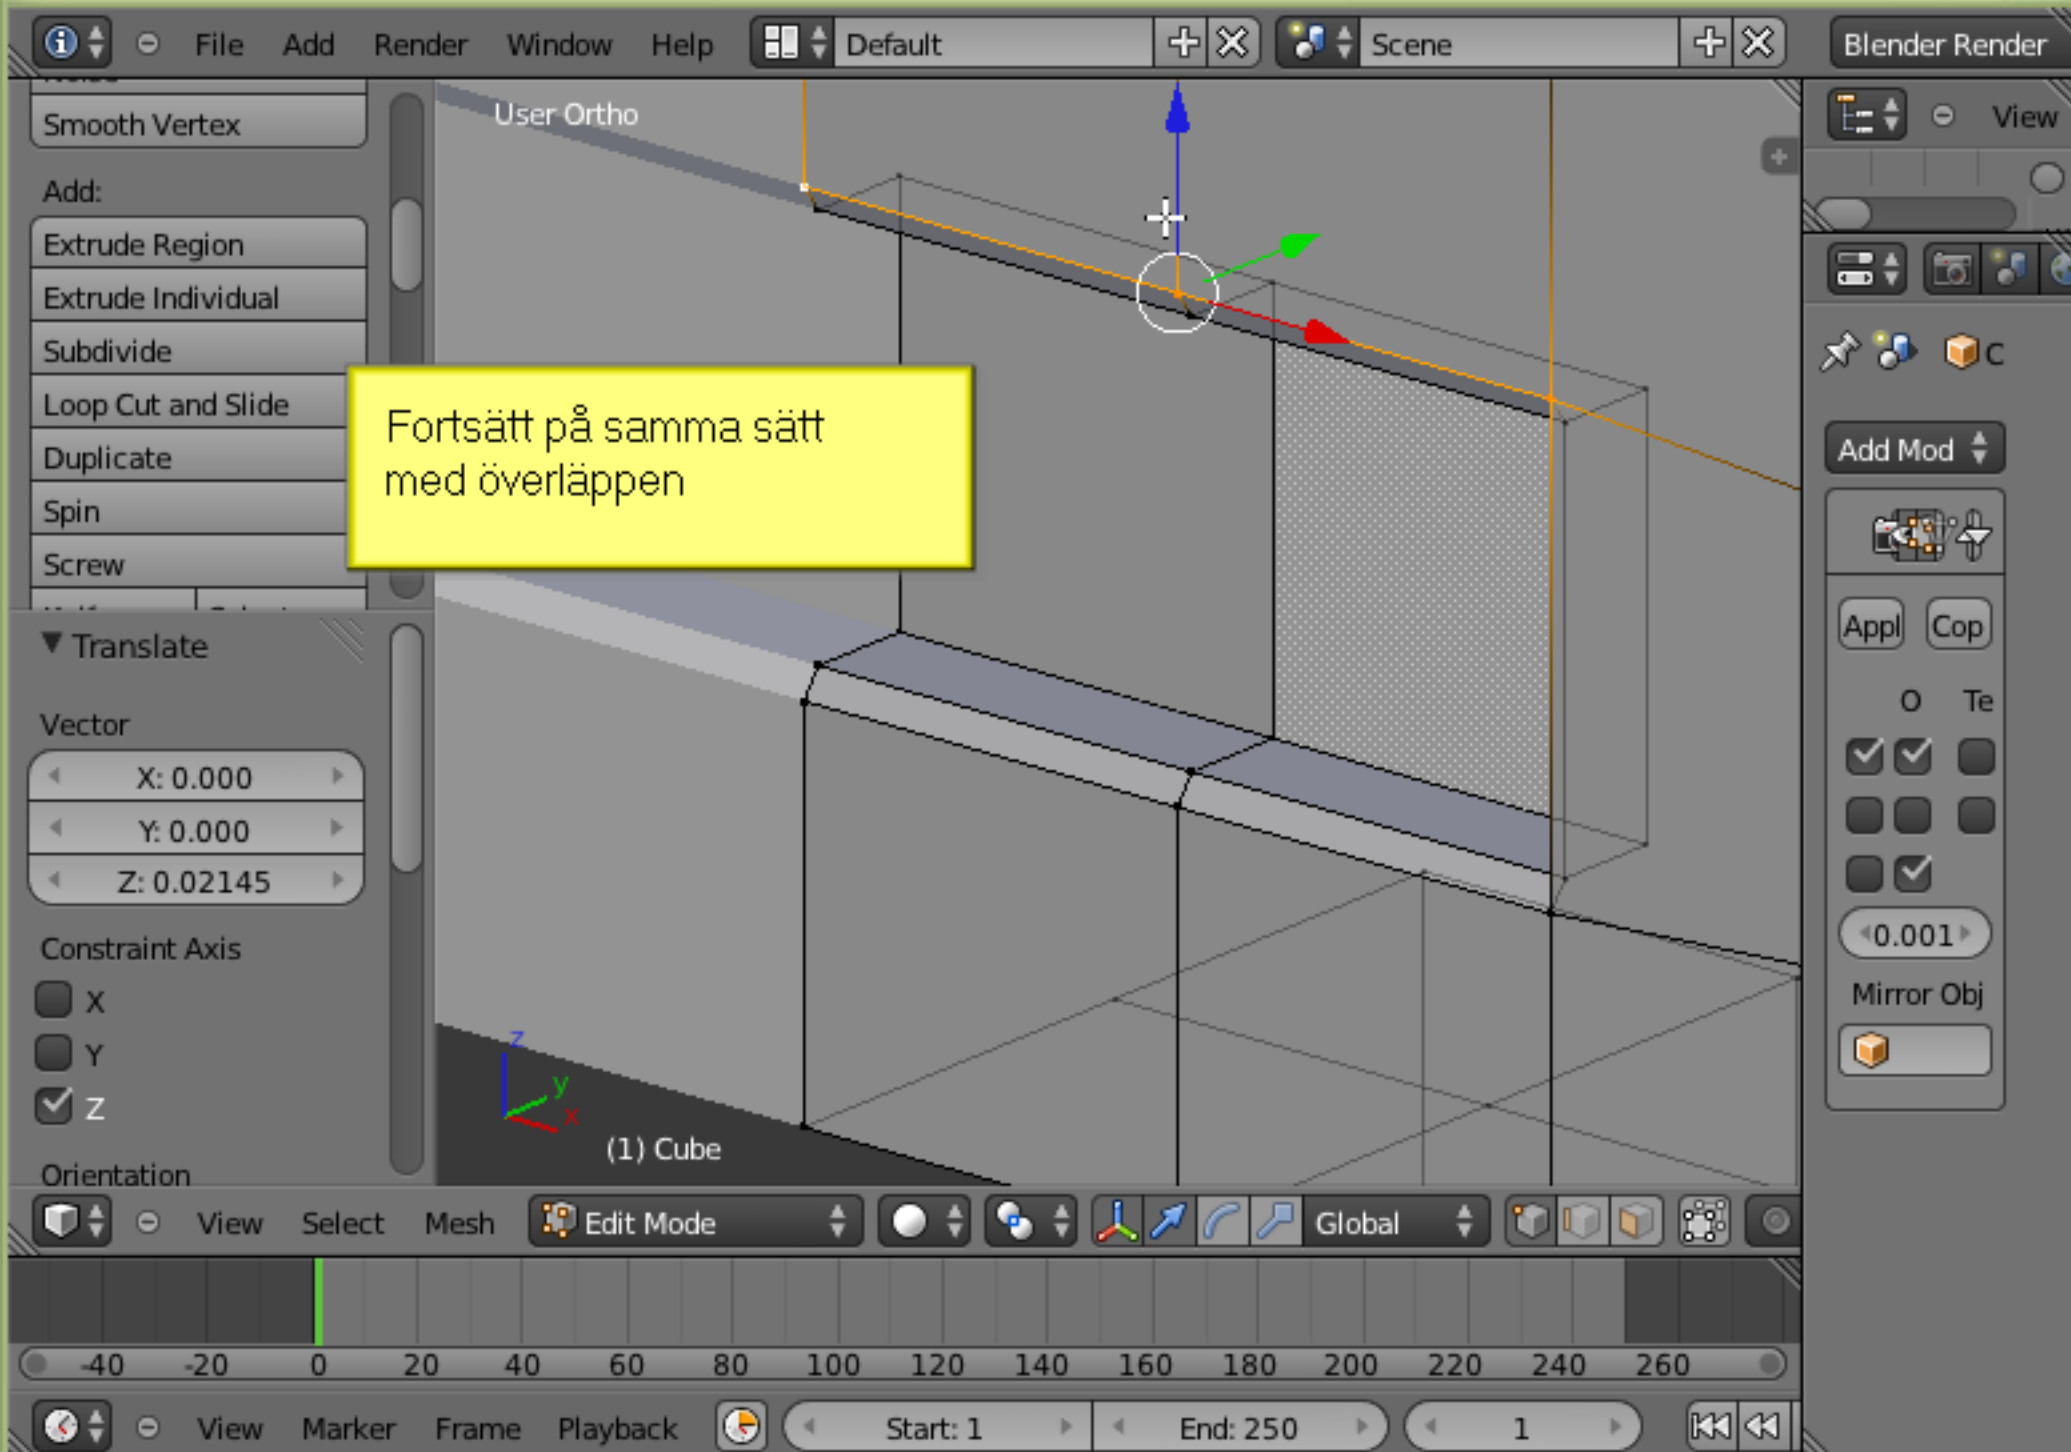 File Add Render Window Help Default Scene Blender Render
Smooth Vertex
Add:
Extrude Region
Extrude Individual
Subdivide
Loop Cut and Slide
Duplicate
Spin
Screw
Translate
Vector
X: 0.000
Y: 0.000
Z: 0.02145
Constraint Axis
X
Y
Z
Orientation
User Ortho
Fortsätt på samma sätt
med överläppen
z
y
x
(1) Cube
View
C
Add Mod
Appl Cop
O Te
0.001
Mirror Obj
View Select Mesh Edit Mode Global
-40 -20 0 20 40 60 80 100 120 140 160 180 200 220 240 260
View Marker Frame Playback Start: 1 End: 250 1